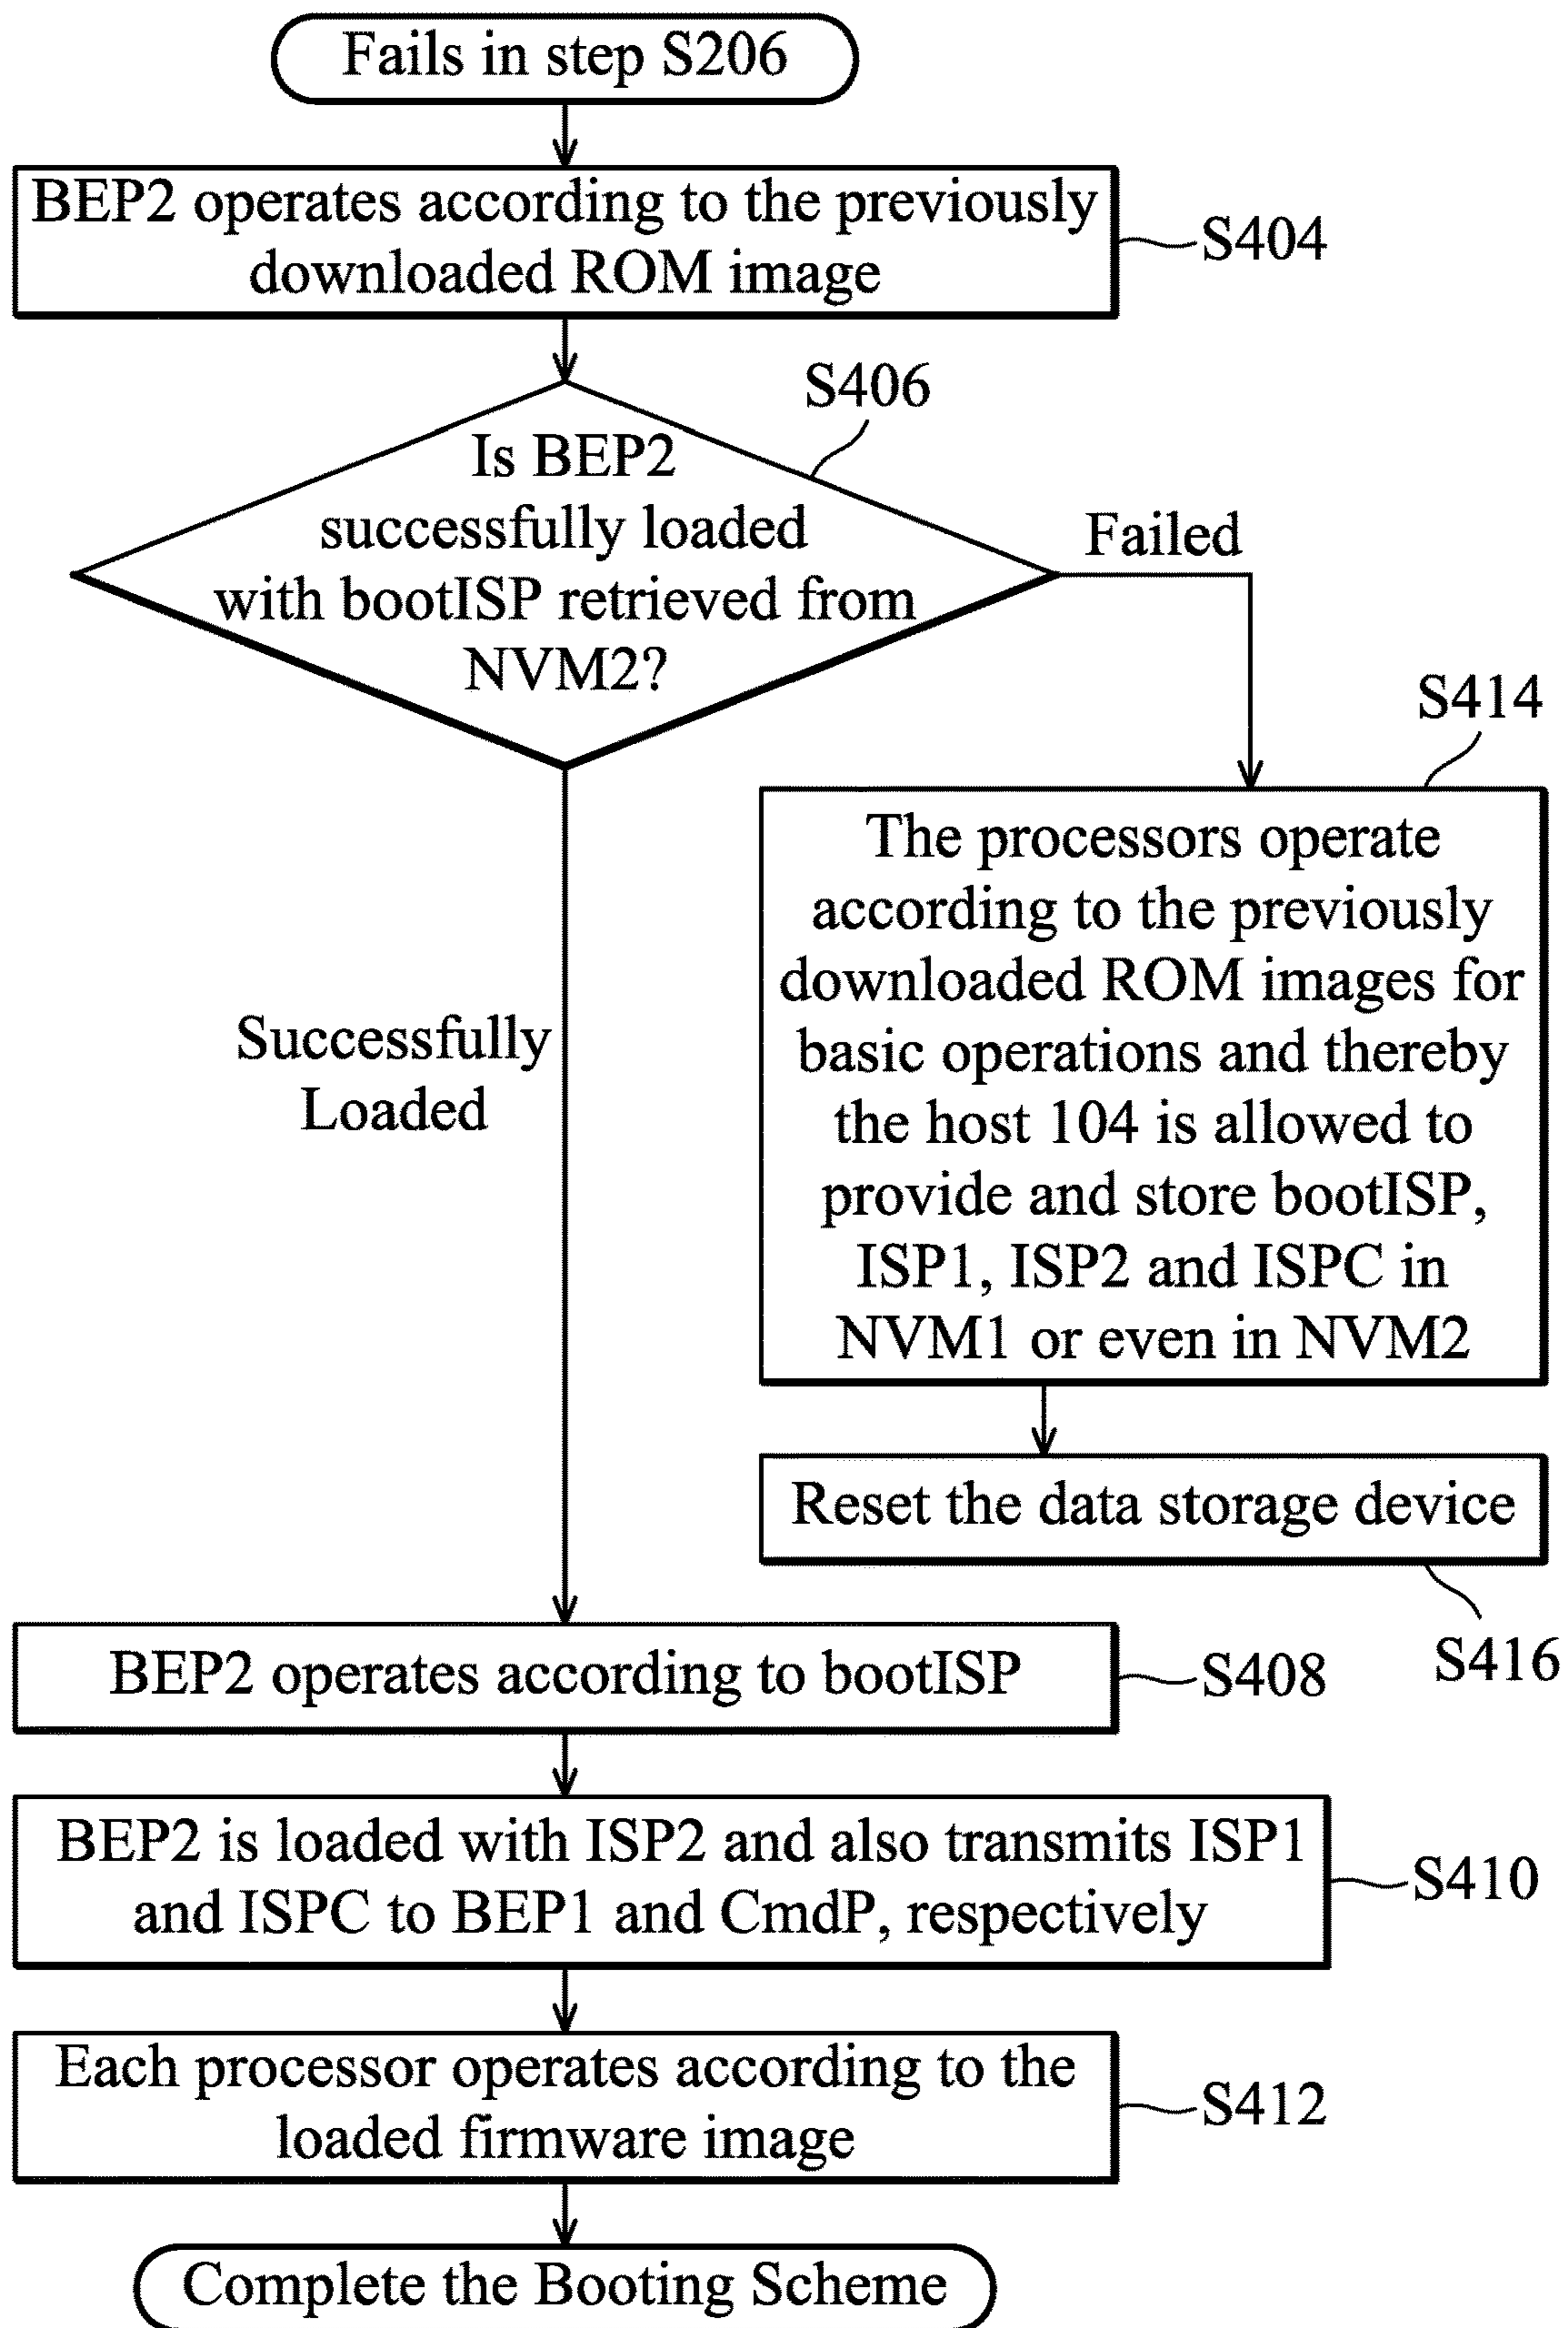 Fails in step S206
BEP2 operates according to the previously
downloaded ROM image
S404
S406
Is BEP2
successfully loaded
with bootISP retrieved from
NVM2?
Failed
S414
The processors operate
according to the previously
downloaded ROM images for
basic operations and thereby
the host 104 is allowed to
provide and store bootISP,
ISP1, ISP2 and ISPC in
NVM1 or even in NVM2
Successfully
Loaded
Reset the data storage device
S416
BEP2 operates according to bootISP
S408
BEP2 is loaded with ISP2 and also transmits ISP1
and ISPC to BEP1 and CmdP, respectively
S410
Each processor operates according to the
loaded firmware image
S412
Complete the Booting Scheme